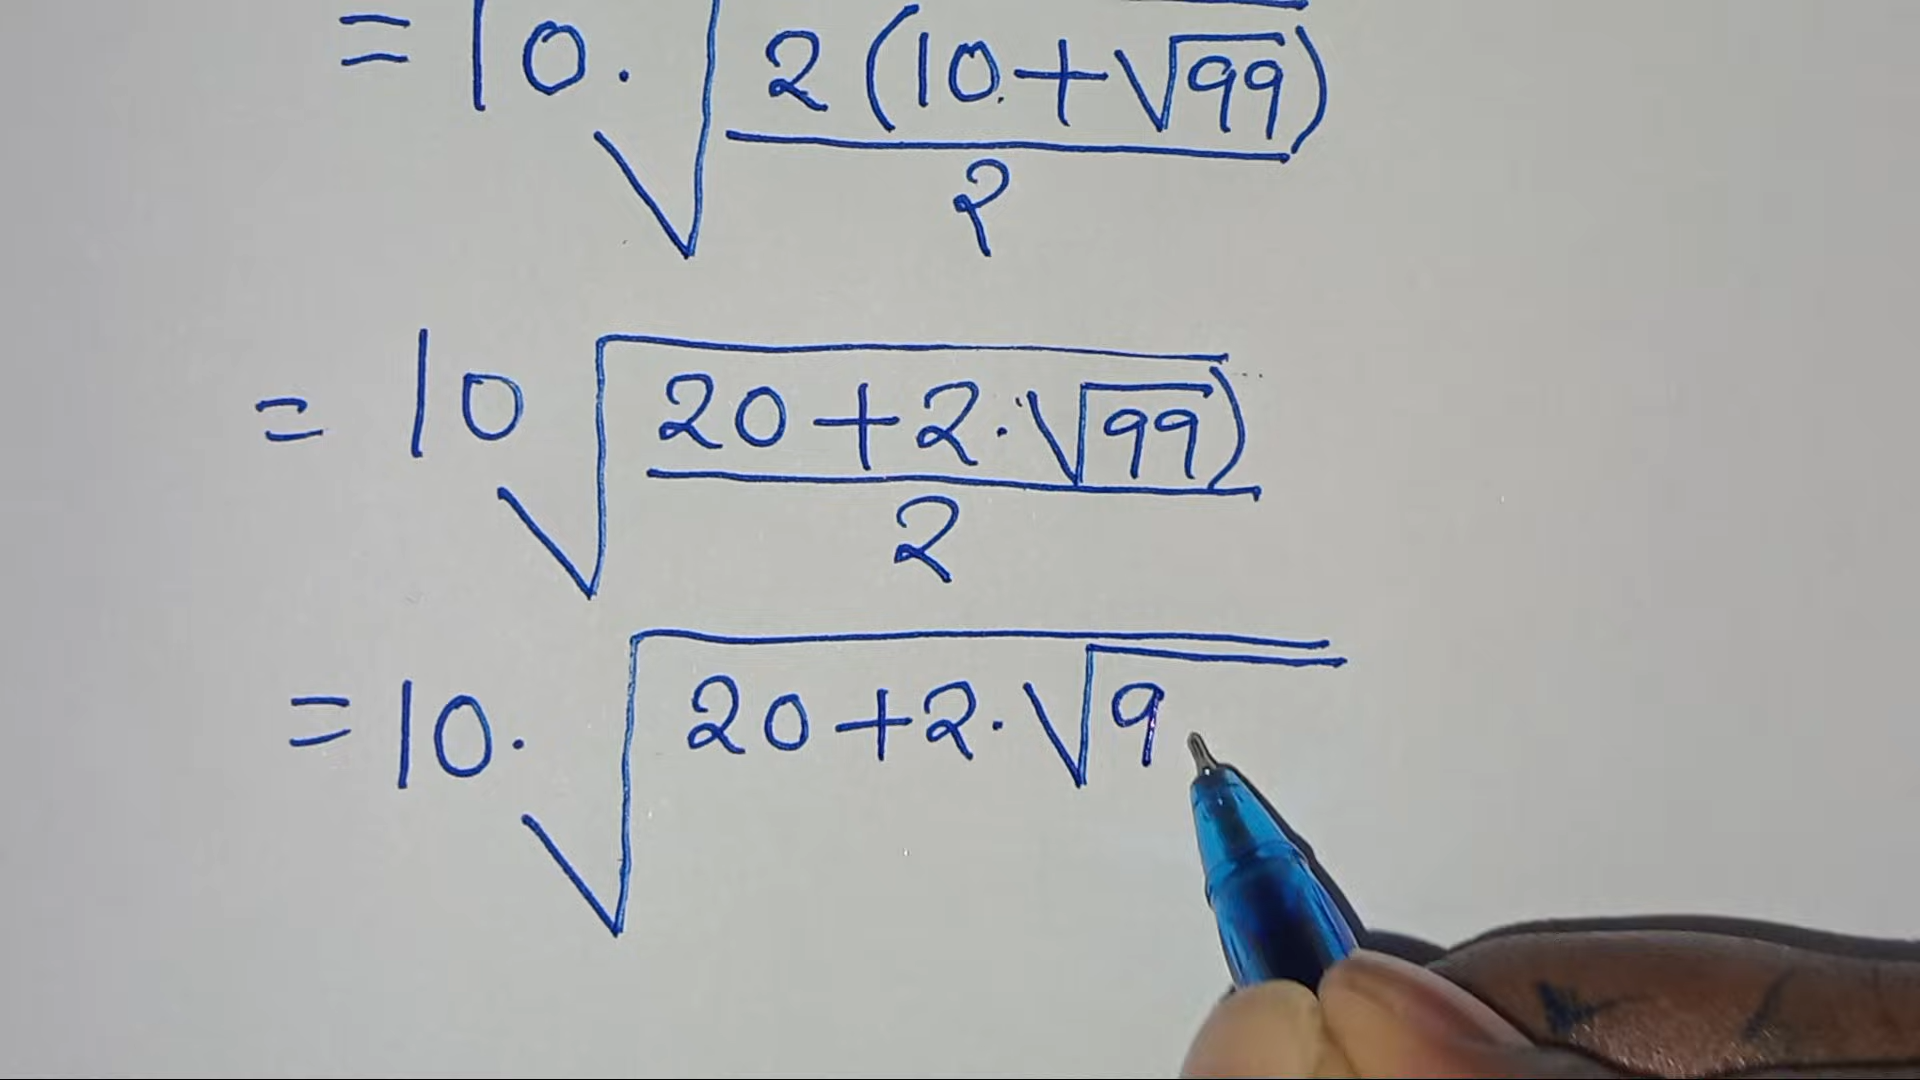 = 10. √(2(10+√99)/2)
= 10 √(20+2.√99)/2)
= 10. √(20+2.√9